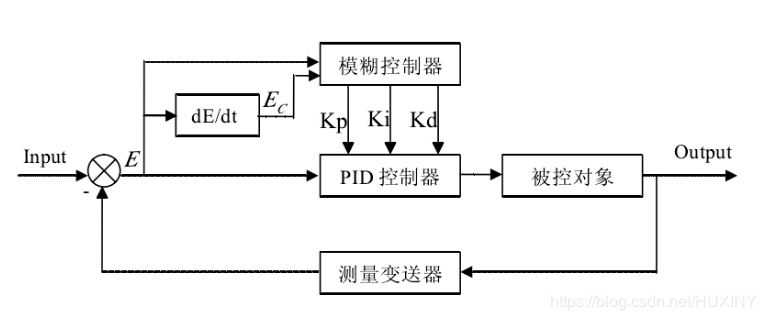 模糊控制器
dE/dt
E_C
Kp
Ki
Kd
Input
E
PID 控制器
被控对象
Output
-
测量变送器
https://blog.csdn.net/HUXINY